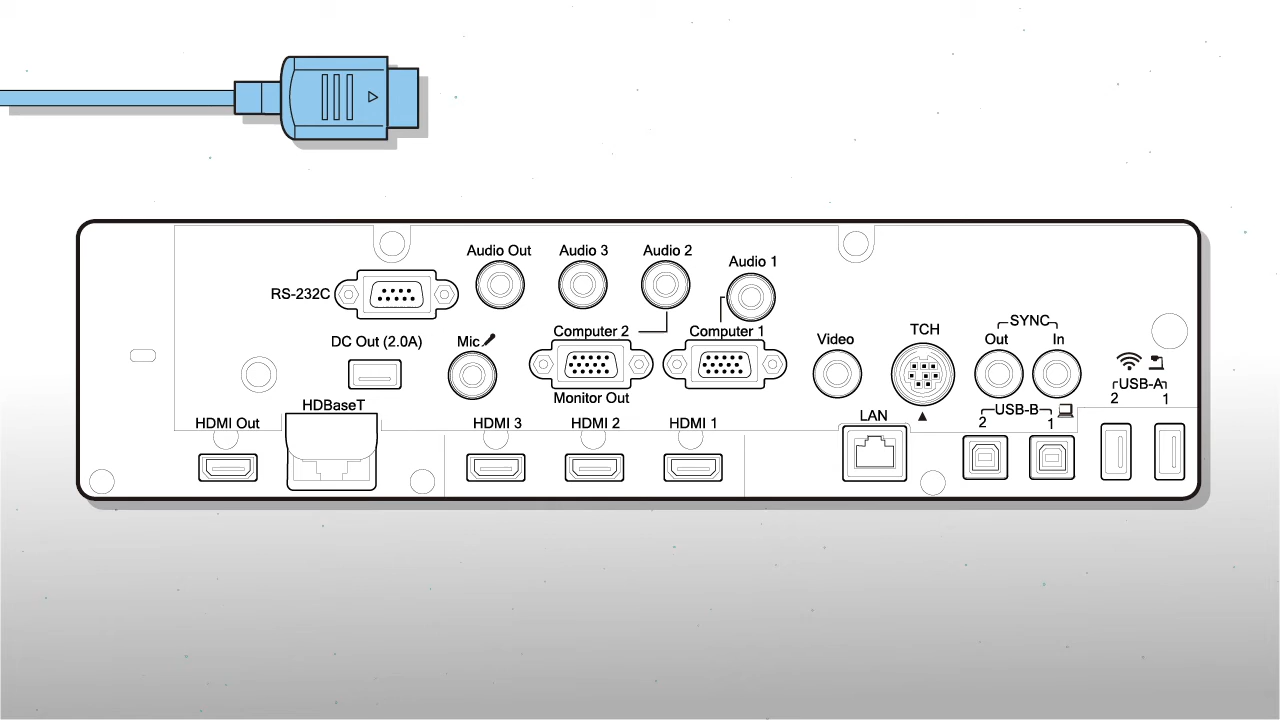 Audio Out
Audio 3
Audio 2
Audio 1
RS-232C
DC Out (2.0A)
Mic
Computer 2
Computer 1
Monitor Out
Video
TCH
SYNC
Out
In
USB-A
2
1
HDMI Out
HDBaseT
HDMI 3
HDMI 2
HDMI 1
LAN
USB-B
2
1